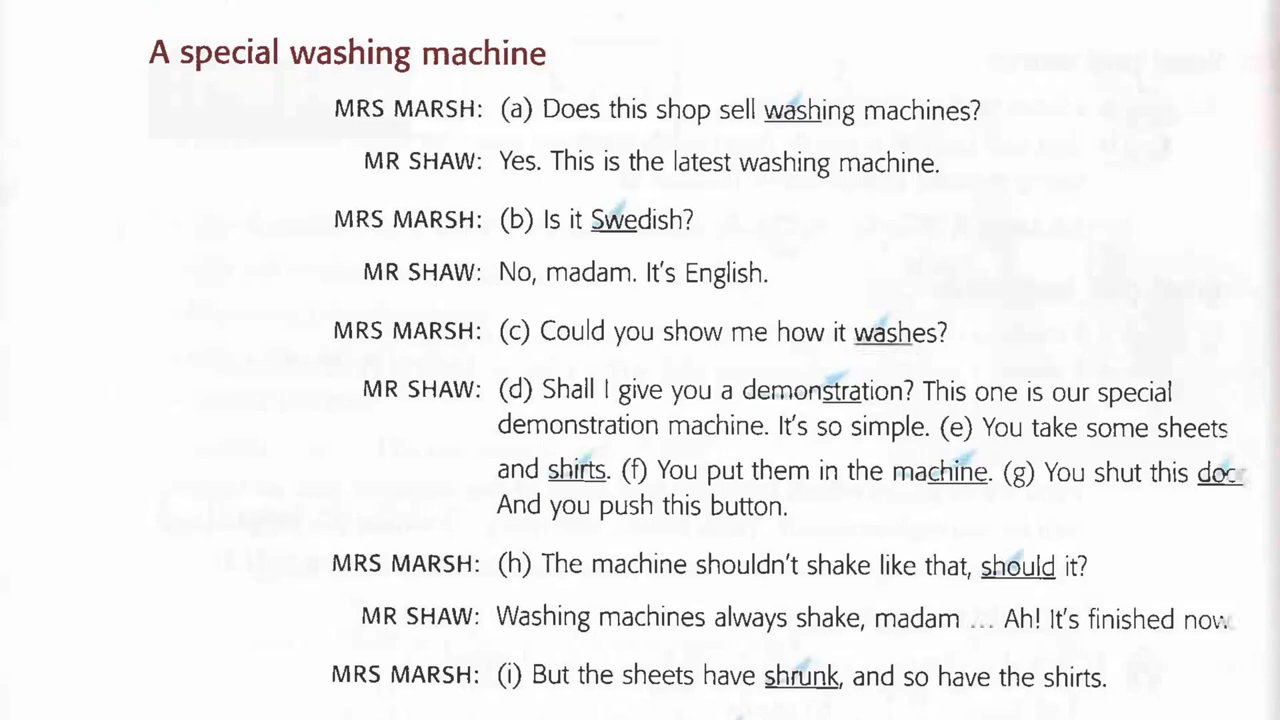 A special washing machine
MRS MARSH: (a) Does this shop sell washing machines?
MR SHAW: Yes. This is the latest washing machine.
MRS MARSH: (b) Is it Swedish?
MR SHAW: No, madam. It's English.
MRS MARSH: (c) Could you show me how it washes?
MR SHAW: (d) Shall I give you a demonstration? This one is our special
demonstration machine. It's so simple. (e) You take some sheets
and shirts. (f) You put them in the machine. (g) You shut this
And you push this button.
MRS MARSH: (h) The machine shouldn't shake like that, should it?
MR SHAW: Washing machines always shake, madam ... Ah! It's finished now.
MRS MARSH: (i) But the sheets have shrunk, and so have the shirts.